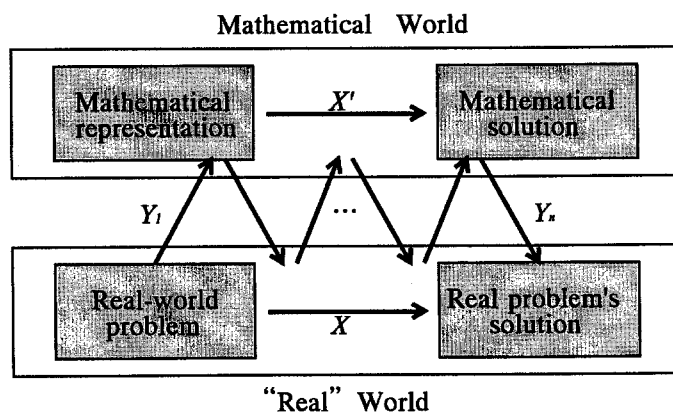 Mathematical World
Mathematical
representation
X'
Mathematical
solution
Y₁
...
Yₙ
Real-world
problem
X
Real problem's
solution
“Real” World